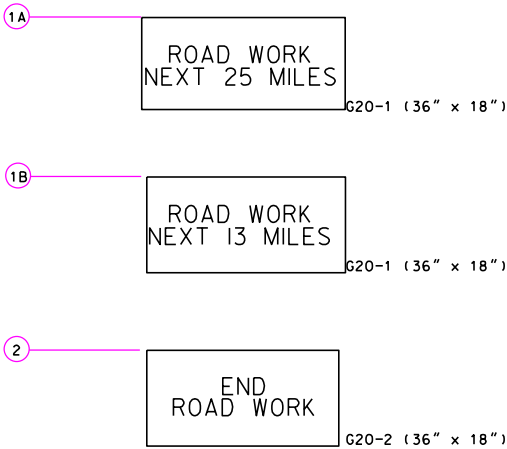 1A
ROAD WORK
NEXT 25 MILES
G20-1 (36" x 18")
1B
ROAD WORK
NEXT 13 MILES
G20-1 (36" x 18")
2
END
ROAD WORK
G20-2 (36" x 18")